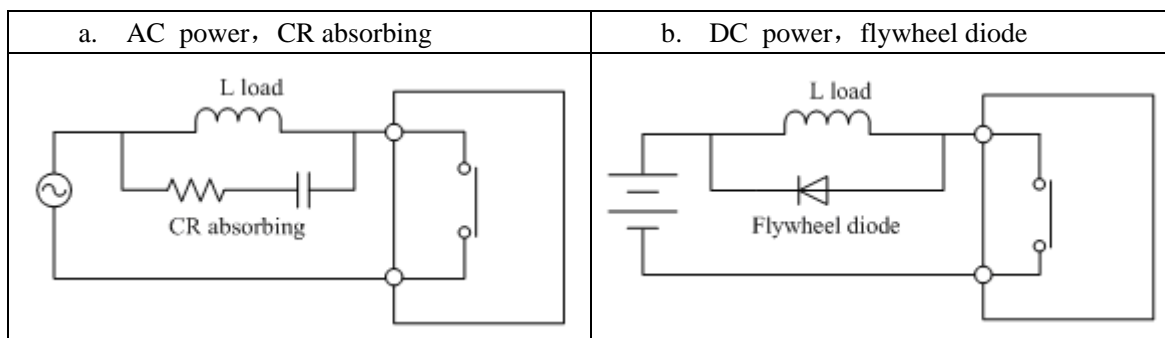 a. AC power，CR absorbing
b. DC power，flywheel diode
L load
CR absorbing
L load
Flywheel diode